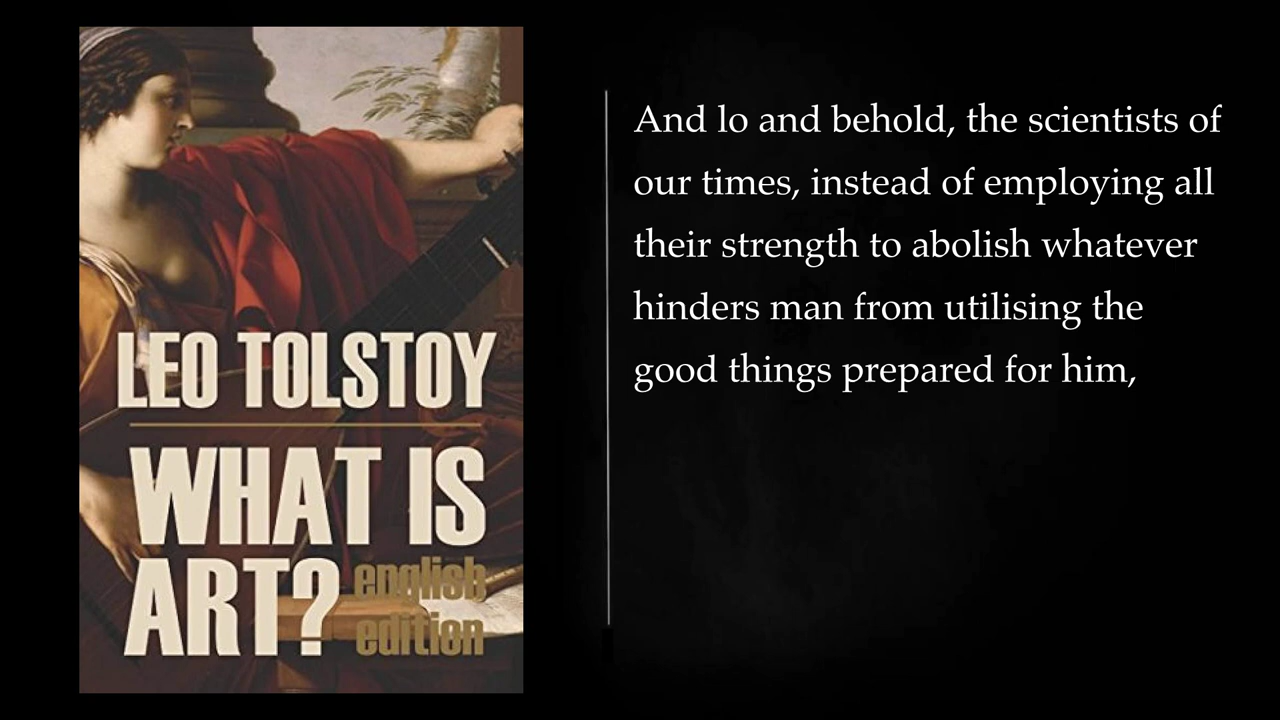 LEO TOLSTOY
WHAT IS
ART?
english
edition
And lo and behold, the scientists of
our times, instead of employing all
their strength to abolish whatever
hinders man from utilising the
good things prepared for him,